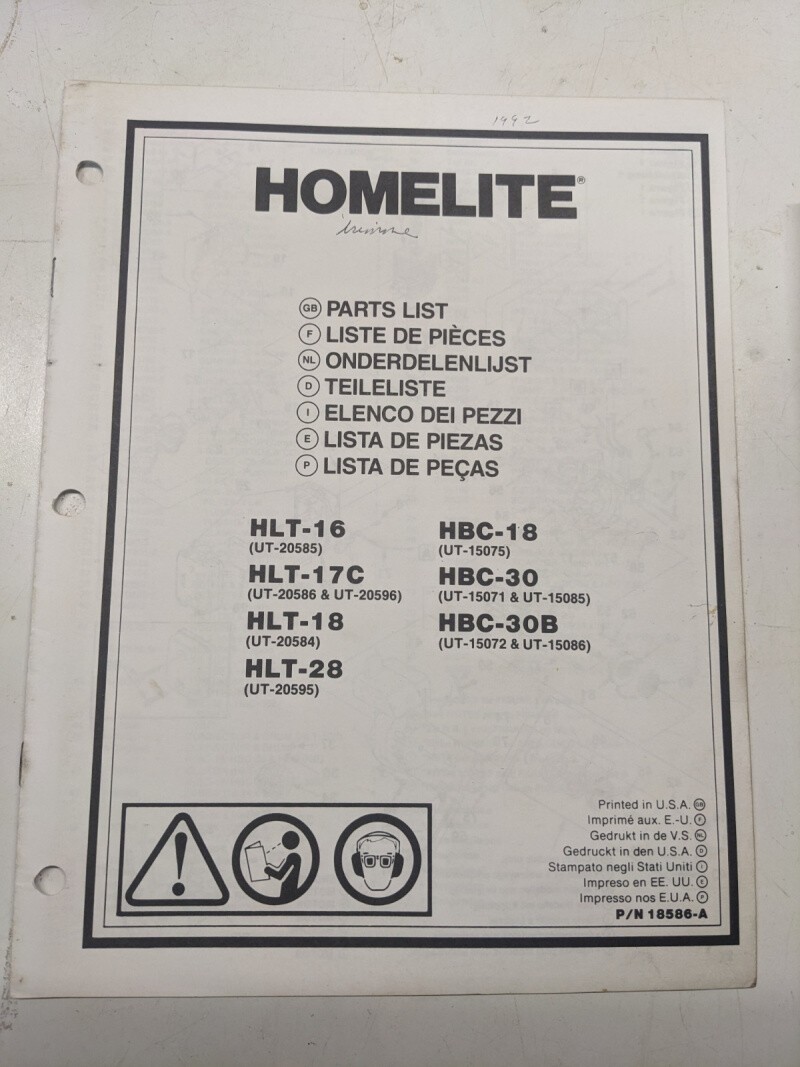 1992
HOMELITE®
GB PARTS LIST
F LISTE DE PIÈCES
NL ONDERDELENLIJST
D TEILELISTE
I ELENCO DEI PEZZI
E LISTA DE PIEZAS
P LISTA DE PEÇAS
HLT-16
(UT-20585)
HLT-17C
(UT-20586 & UT-20596)
HLT-18
(UT-20584)
HLT-28
(UT-20595)
HBC-18
(UT-15075)
HBC-30
(UT-15071 & UT-15085)
HBC-30B
(UT-15072 & UT-15086)
Printed in U.S.A. GB
Imprimé aux. E.-U. F
Gedrukt in de V.S. NL
Gedruckt in den U.S.A. D
Stampato negli Stati Uniti I
Impreso en EE. UU. E
Impresso nos E.U.A. P
P/N 18586-A